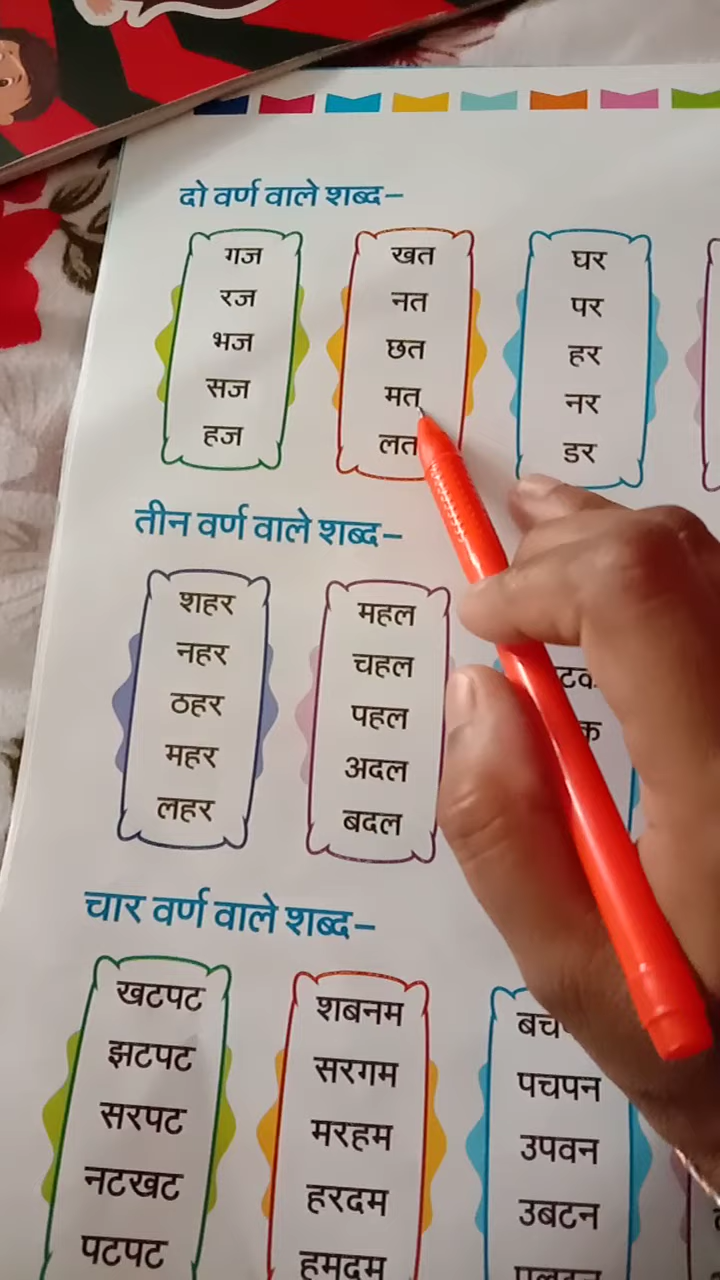 दो वर्ण वाले शब्द–
गज
रज
भज
सज
हज
खत
नत
छत
मत
लत
घर
पर
हर
नर
डर
तीन वर्ण वाले शब्द–
शहर
नहर
ठहर
महर
लहर
महल
चहल
पहल
अदल
बदल
चार वर्ण वाले शब्द–
खटपट
झटपट
सरपट
नटखट
पटपट
शबनम
सरगम
मरहम
हरदम
हमदम
पचपन
उपवन
उबटन